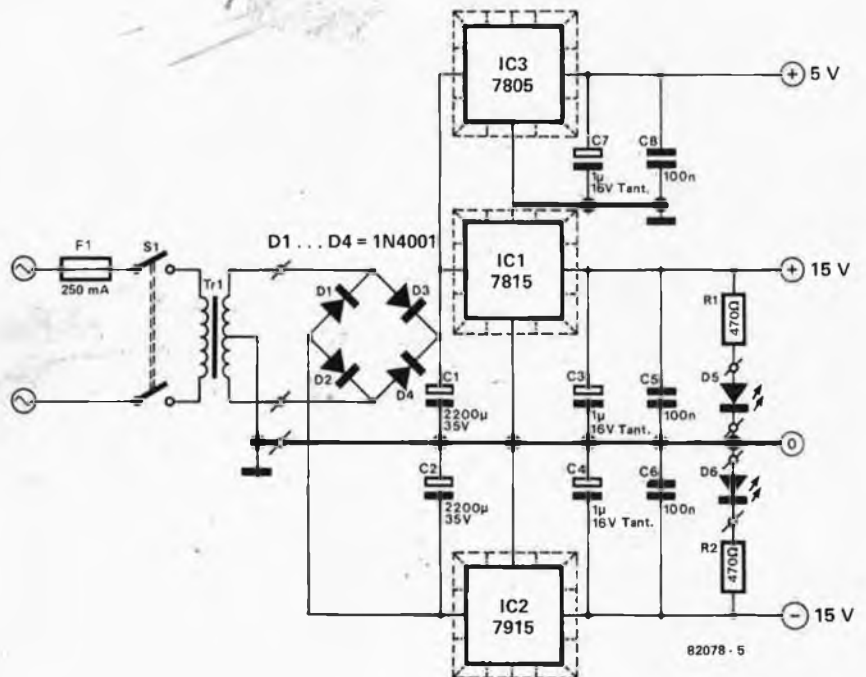 IC3
7805
+ 5 V
C7
1µ
16V Tant.
C8
100n
F1
250 mA
S1
Tr1
D1 . . . D4 = 1N4001
D1
D3
D2
D4
IC1
7815
+ 15 V
R1
470Ω
D5
C1
2200µ
35V
C3
1µ
16V Tant.
C5
100n
0
C2
2200µ
35V
C4
1µ
16V Tant.
C6
100n
D6
R2
470Ω
IC2
7915
− 15 V
82078 - 5